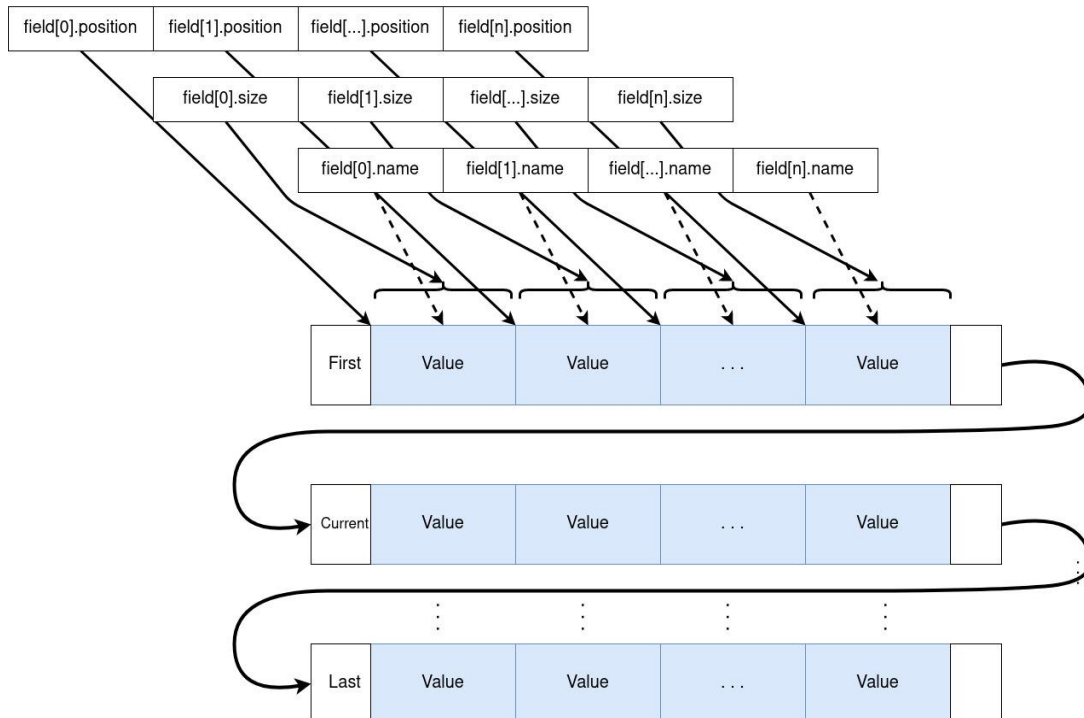 field[0].position field[1].position field[...].position field[n].position
field[0].size field[1].size field[...].size field[n].size
field[0].name field[1].name field[...].name field[n].name
First Value Value . . . Value
Current Value Value . . . Value
Last Value Value . . . Value